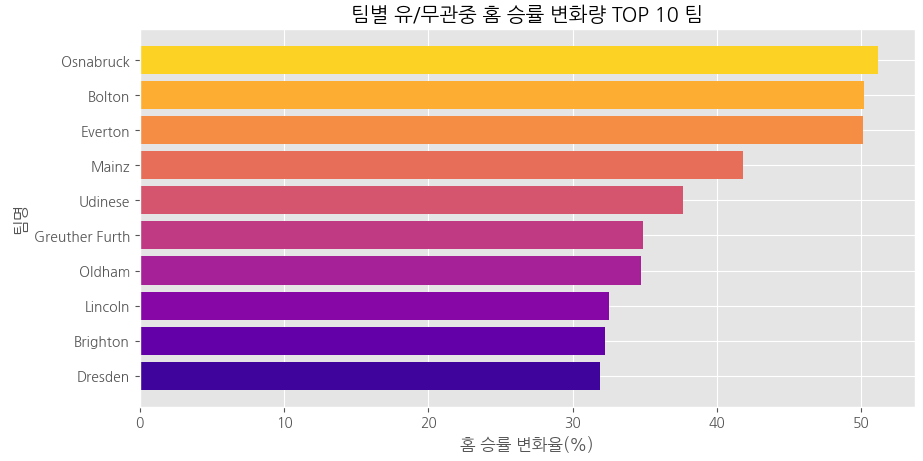 팀별 유/무관중 홈 승률 변화량 TOP 10 팀
팀명
Osnabruck
Bolton
Everton
Mainz
Udinese
Greuther Furth
Oldham
Lincoln
Brighton
Dresden
0 10 20 30 40 50
홈 승률 변화율(%)